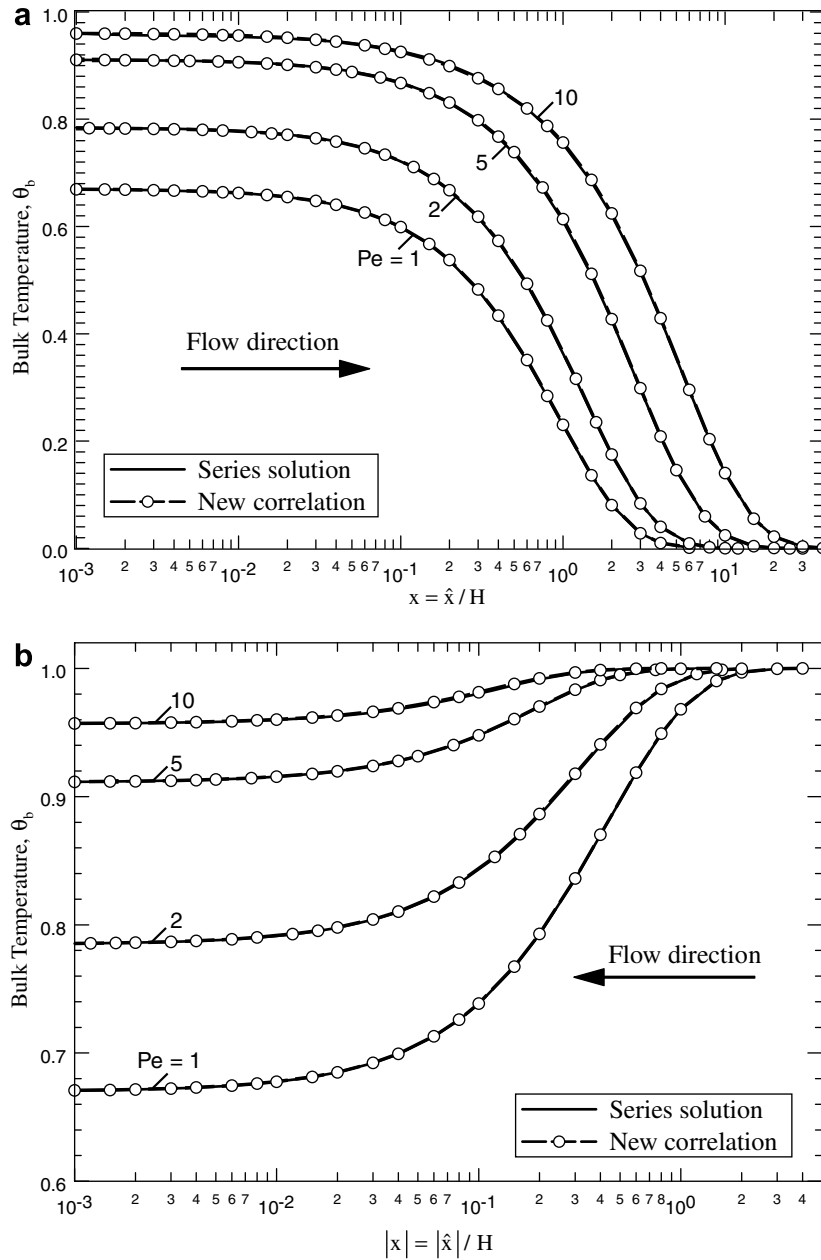 a
1.0
0.8
0.6
0.4
0.2
0.0
Bulk Temperature, θb
10
5
2
Pe = 1
Flow direction
Series solution
New correlation
10-3 2 3 4 5 6 7 10-2 2 3 4 5 6 7 10-1 2 3 4 5 6 7 100 2 3 4 5 6 7 101 2 3
x = x̂ / H
b
1.0
0.9
0.8
0.7
0.6
Bulk Temperature, θb
10
5
2
Pe = 1
Flow direction
Series solution
New correlation
10-3 2 3 4 5 6 7 10-2 2 3 4 5 6 7 10-1 2 3 4 5 6 7 8 100 2 3 4
|x| = |x̂| / H